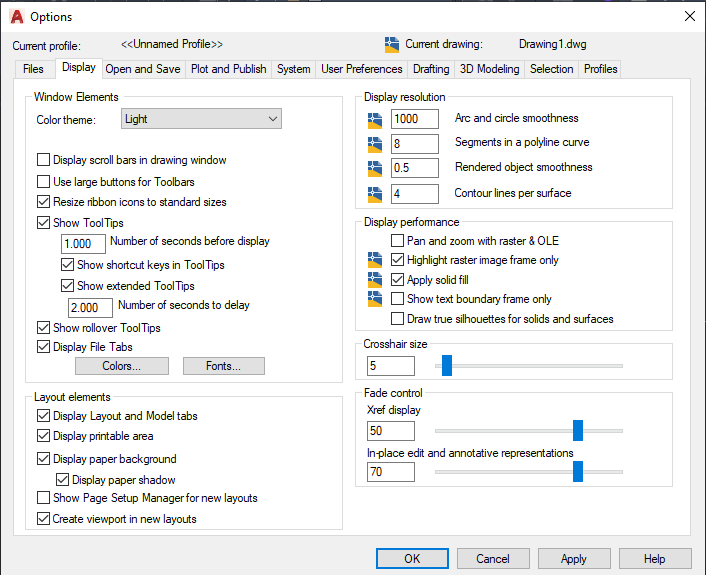 Options
Current profile: <<Unnamed Profile>> Current drawing: Drawing1.dwg
Files Display Open and Save Plot and Publish System User Preferences Drafting 3D Modeling Selection Profiles
Window Elements
Color theme: Light
Display scroll bars in drawing window
Use large buttons for Toolbars
Resize ribbon icons to standard sizes
Show ToolTips
1.000 Number of seconds before display
Show shortcut keys in ToolTips
Show extended ToolTips
2.000 Number of seconds to delay
Show rollover ToolTips
Display File Tabs
Colors... Fonts...
Layout elements
Display Layout and Model tabs
Display printable area
Display paper background
Display paper shadow
Show Page Setup Manager for new layouts
Create viewport in new layouts
Display resolution
1000 Arc and circle smoothness
8 Segments in a polyline curve
0.5 Rendered object smoothness
4 Contour lines per surface
Display performance
Pan and zoom with raster & OLE
Highlight raster image frame only
Apply solid fill
Show text boundary frame only
Draw true silhouettes for solids and surfaces
Crosshair size
5
Fade control
Xref display
50
In-place edit and annotative representations
70
OK Cancel Apply Help